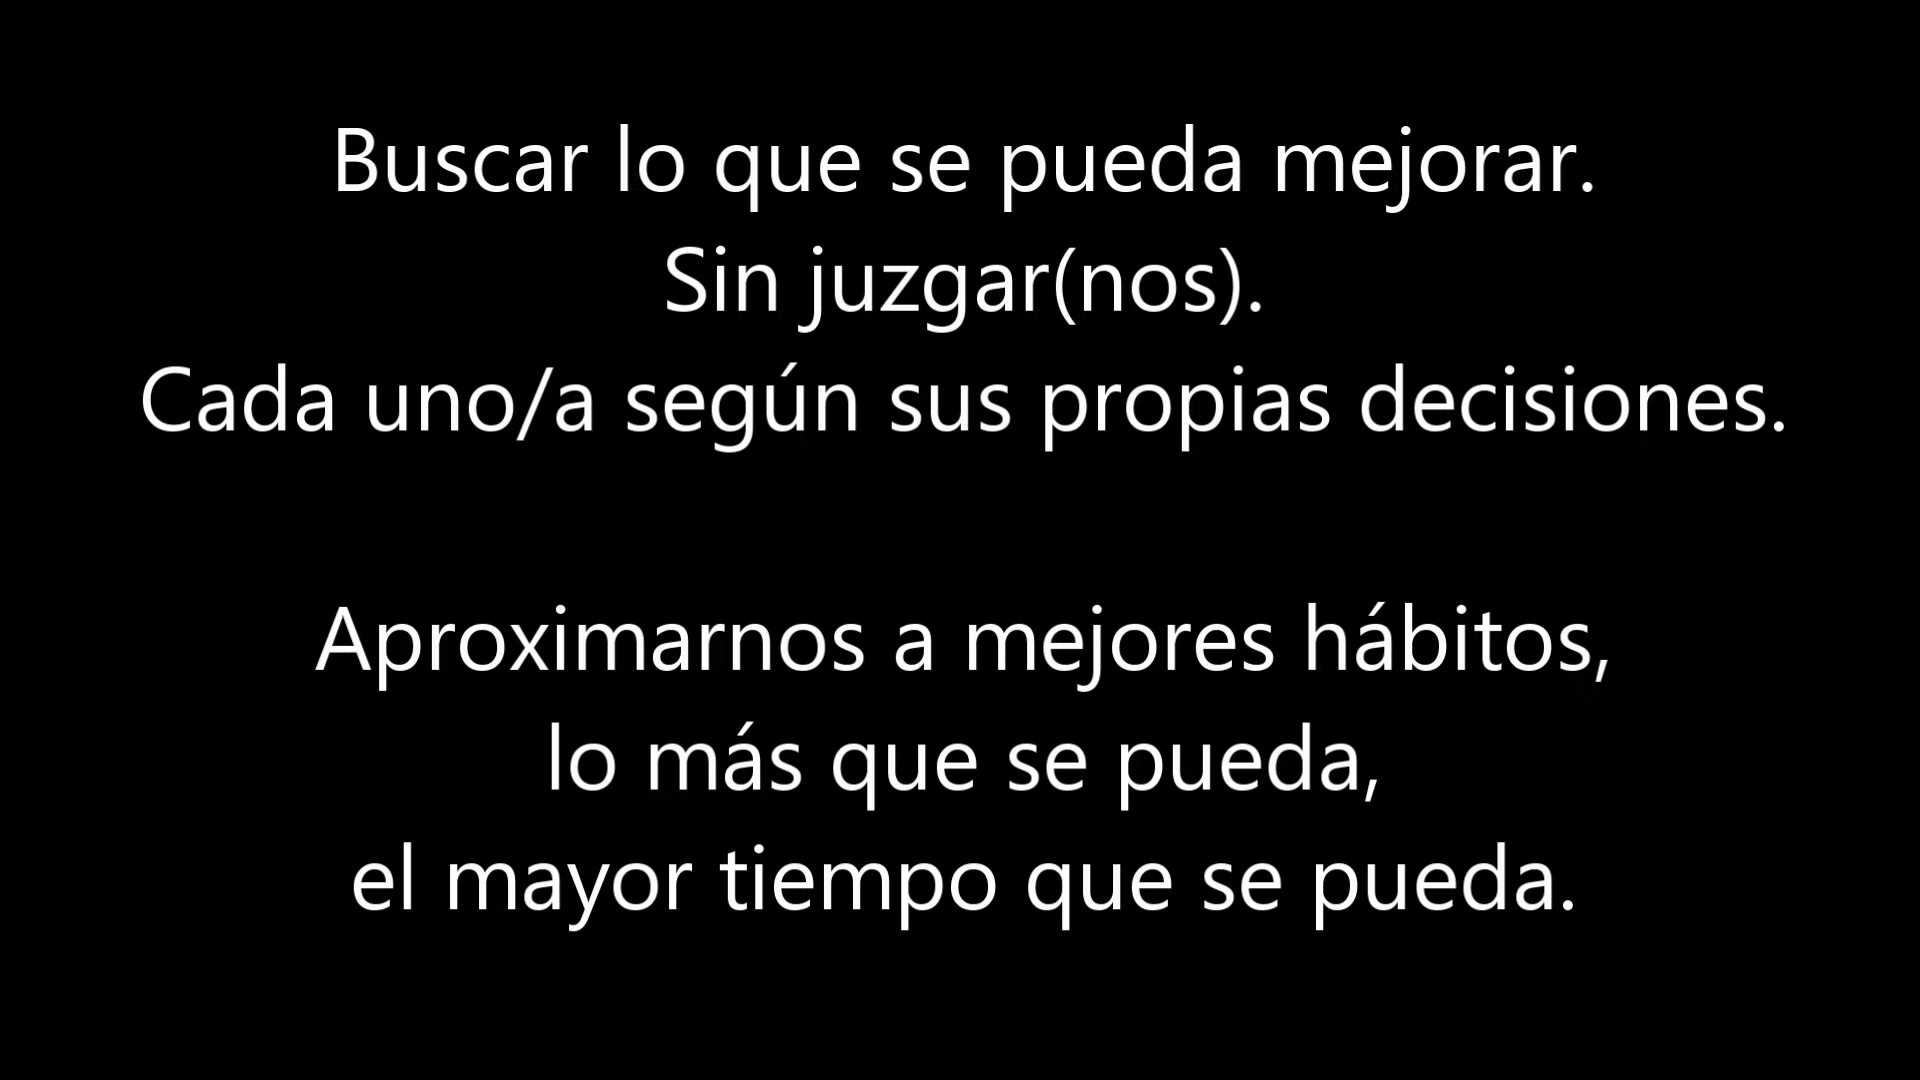 Buscar lo que se pueda mejorar.
Sin juzgar(nos).
Cada uno/a según sus propias decisiones.
Aproximarnos a mejores hábitos,
lo más que se pueda,
el mayor tiempo que se pueda.